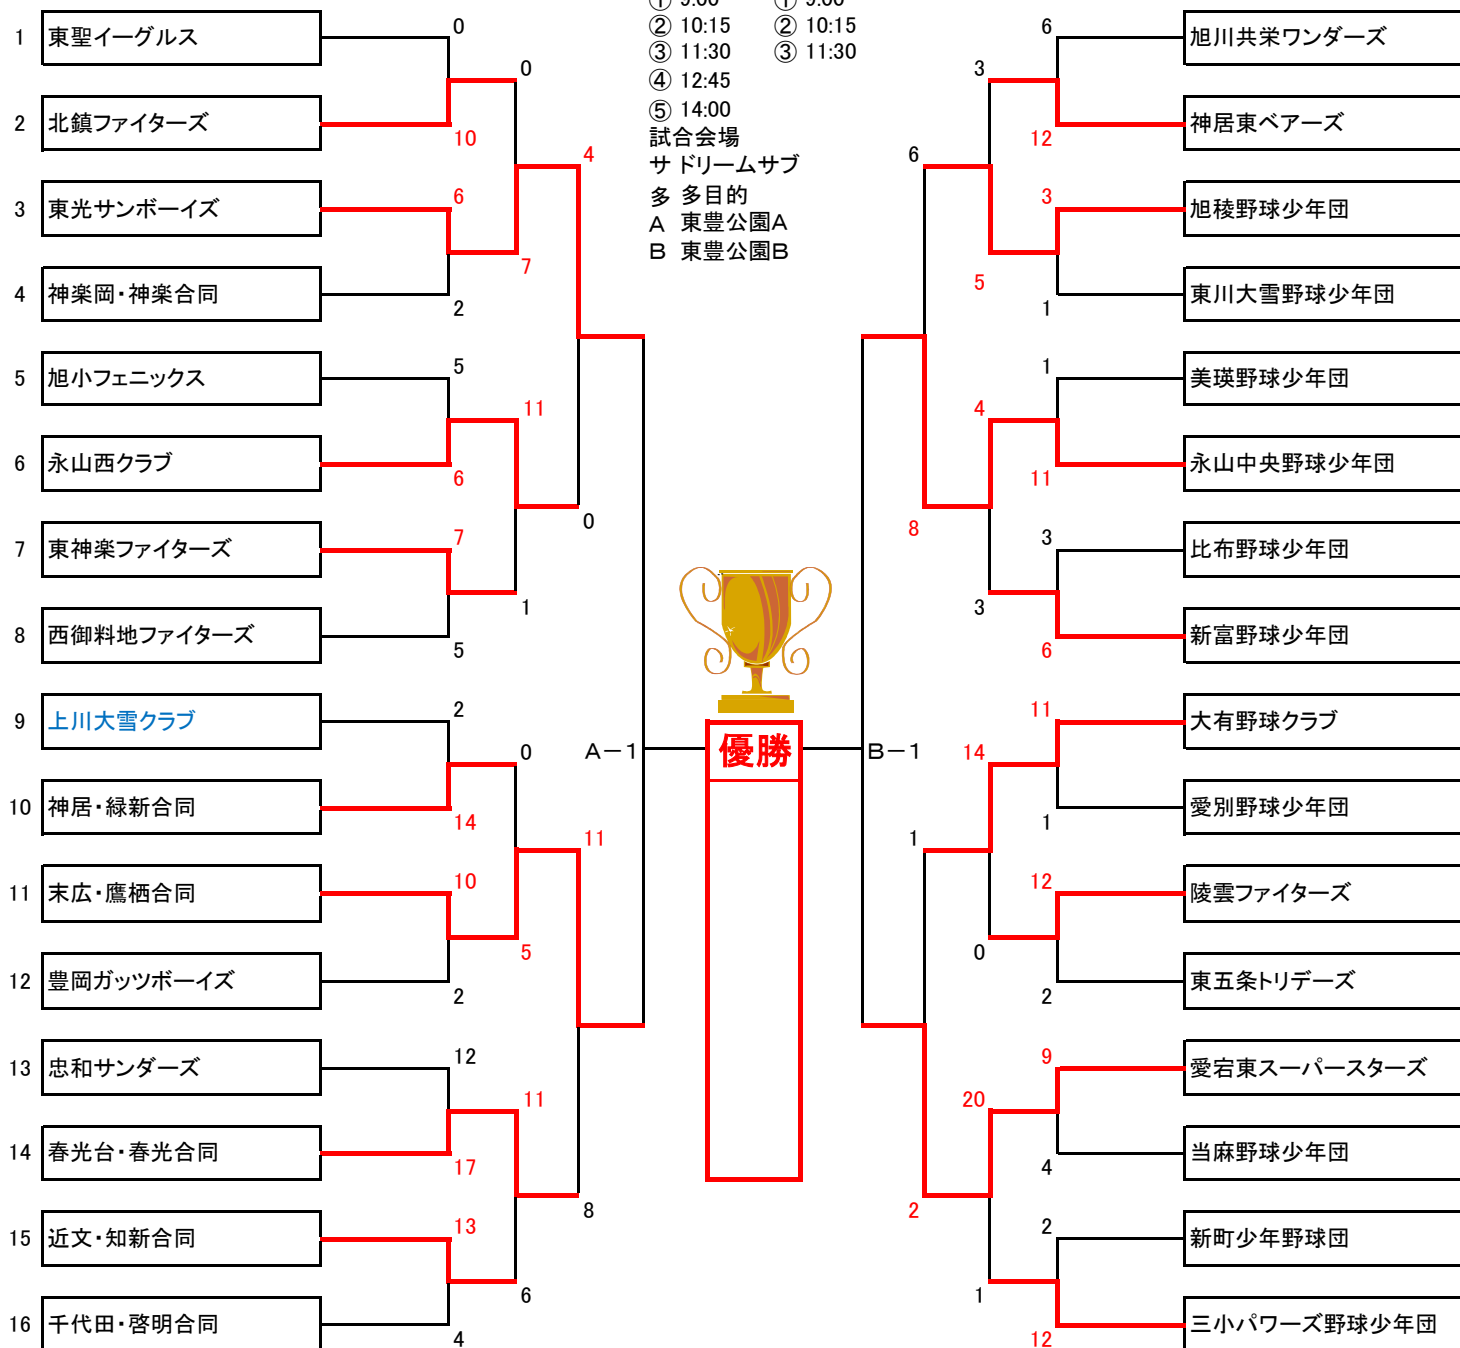 ① 9:00 ① 9:00
② 10:15 ② 10:15
③ 11:30 ③ 11:30
④ 12:45
⑤ 14:00
試合会場
サ ドリームサブ
多 多目的
A 東豊公園A
B 東豊公園B
1 東聖イーグルス 0
0
2 北鎮ファイターズ 10
4
3 東光サンボーイズ 6
7
4 神楽岡・神楽合同 2
5 旭小フェニックス 5
11
6 永山西クラブ 6
0
7 東神楽ファイターズ 7
1
8 西御料地ファイターズ 5
9 上川大雪クラブ 2
0
10 神居・緑新合同 14
11
11 末広・鷹栖合同 10
5
12 豊岡ガッツボーイズ 2
13 忠和サンダーズ 12
11
14 春光台・春光合同 17
8
15 近文・知新合同 13
6
16 千代田・啓明合同 4
A-1
優勝
B-1
6 旭川共栄ワンダーズ
3
12 神居東ベアーズ
6
3 旭稜野球少年団
5
1 東川大雪野球少年団
1 美瑛野球少年団
4
11 永山中央野球少年団
8
3 比布野球少年団
3
6 新富野球少年団
11 大有野球クラブ
14
1 愛別野球少年団
1
12 陵雲ファイターズ
0
2 東五条トリデーズ
9 愛宕東スーパースターズ
20
4 当麻野球少年団
2
2 新町少年野球団
1
12 三小パワーズ野球少年団